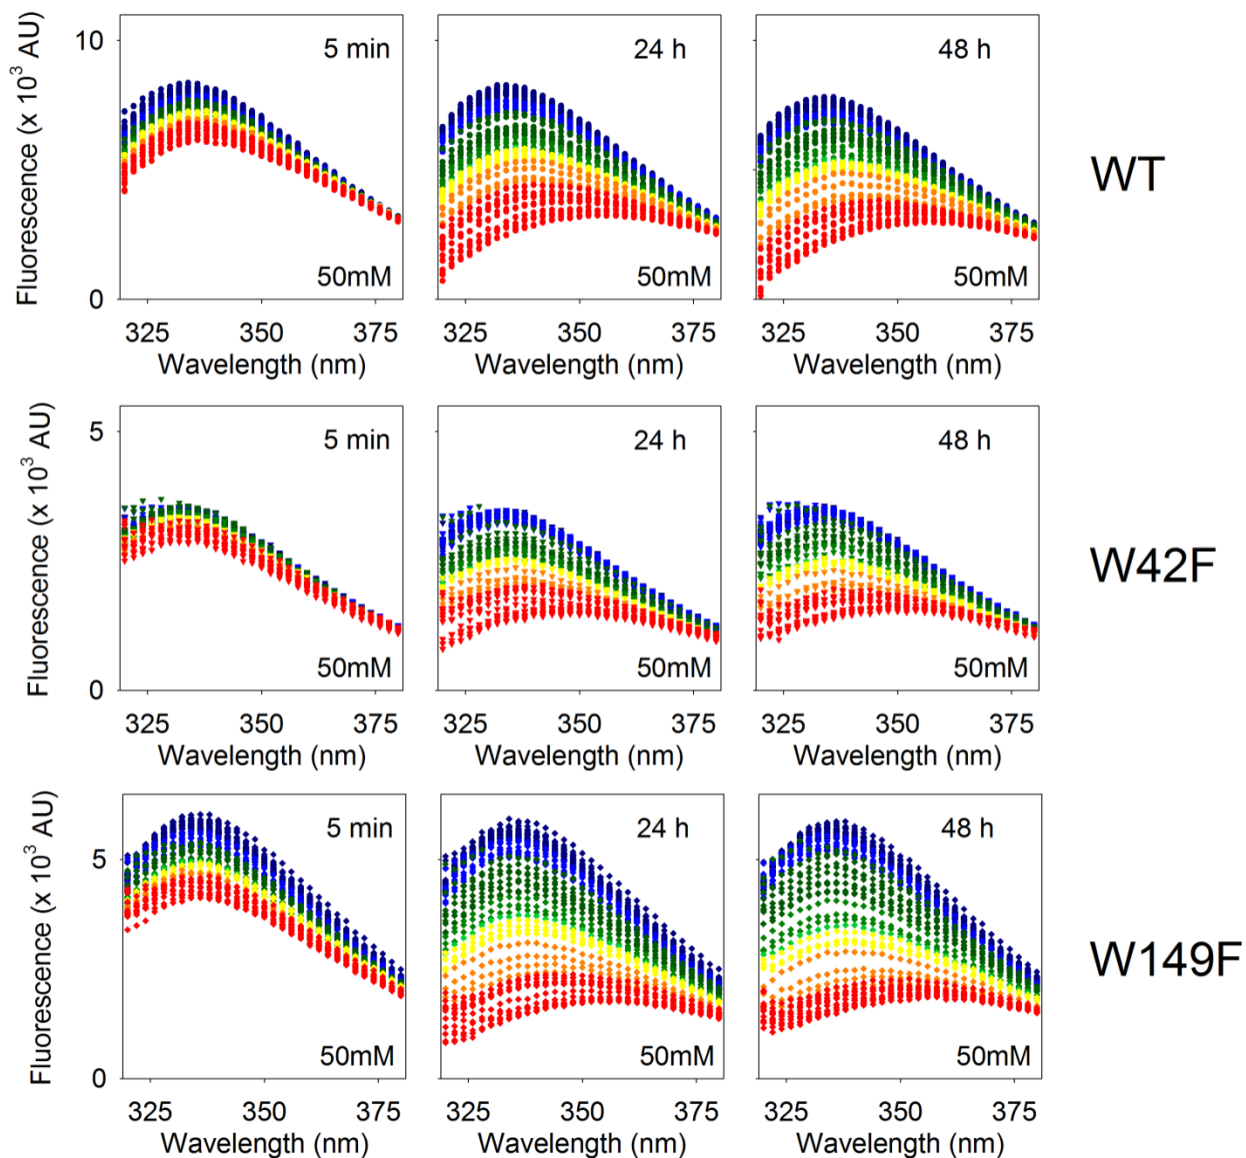 Fluorescence (x 10³ AU)
10
0
5 min
50mM
24 h
50mM
48 h
50mM
WT
325 350 375
325 350 375
325 350 375
Wavelength (nm)
Wavelength (nm)
Wavelength (nm)
Fluorescence (x 10³ AU)
5
0
5 min
50mM
24 h
50mM
48 h
50mM
W42F
325 350 375
325 350 375
325 350 375
Wavelength (nm)
Wavelength (nm)
Wavelength (nm)
Fluorescence (x 10³ AU)
5
0
5 min
50mM
24 h
50mM
48 h
50mM
W149F
325 350 375
325 350 375
325 350 375
Wavelength (nm)
Wavelength (nm)
Wavelength (nm)